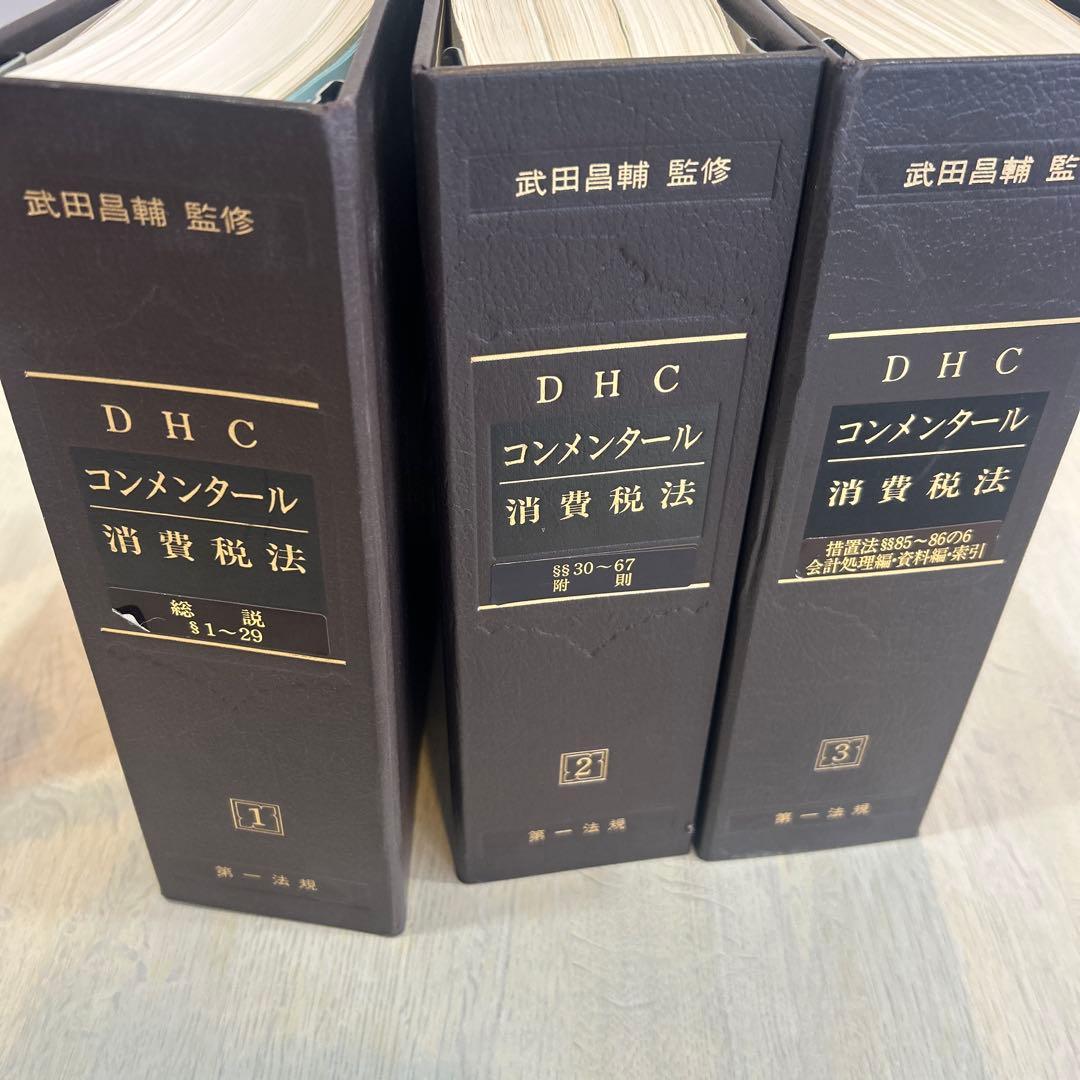 武田昌輔 監修
DHC
コンメンタール
消費税法
総説
§1～29
1
第一法規
武田昌輔 監修
DHC
コンメンタール
消費税法
§§30～67
附則
2
第一法規
武田昌輔 監
DHC
コンメンタール
消費税法
措置法§§85～86の6
会計処理編・資料編・索引
3
第一法規